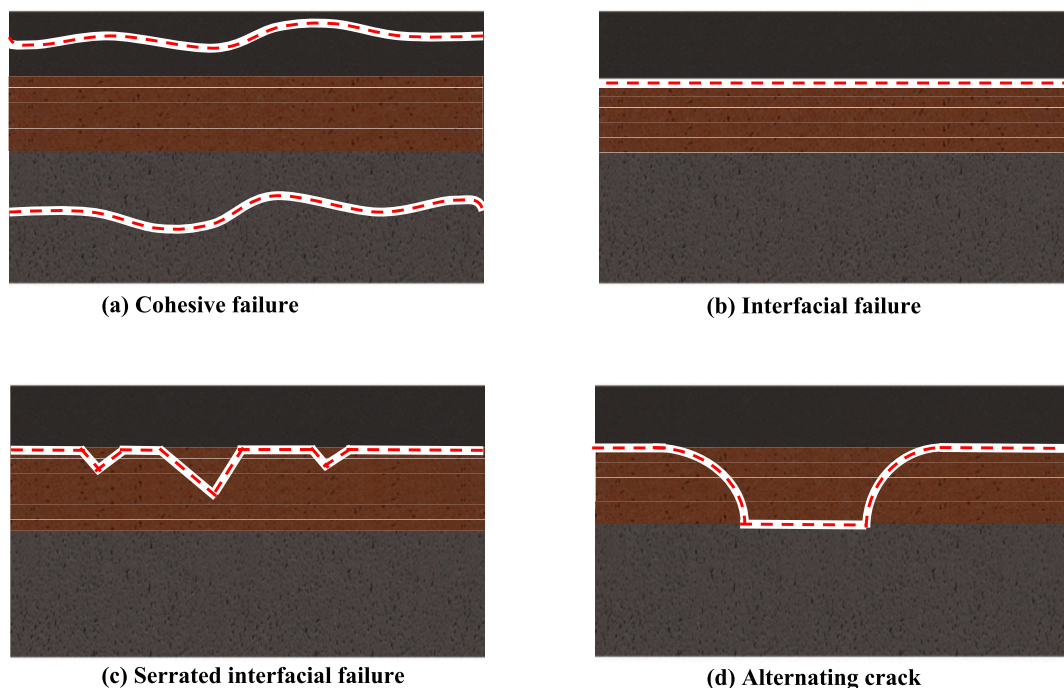 (a) Cohesive failure
(b) Interfacial failure
(c) Serrated interfacial failure
(d) Alternating crack